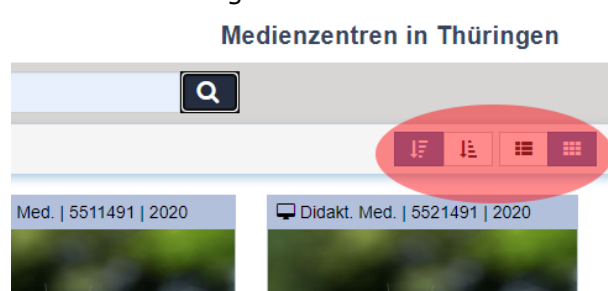 Medienzentren in Thüringen
Med. | 5511491 | 2020
Didakt. Med. | 5521491 | 2020